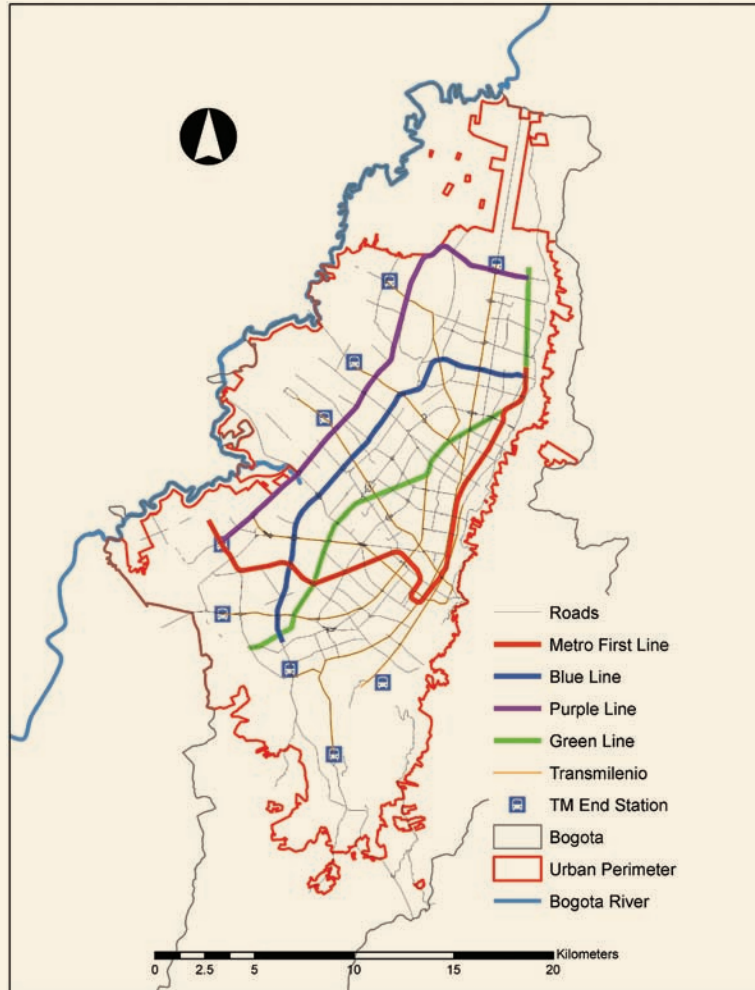 Roads
Metro First Line
Blue Line
Purple Line
Green Line
Transmilenio
TM End Station
Bogota
Urban Perimeter
Bogota River
Kilometers
0 2.5 5 10 15 20